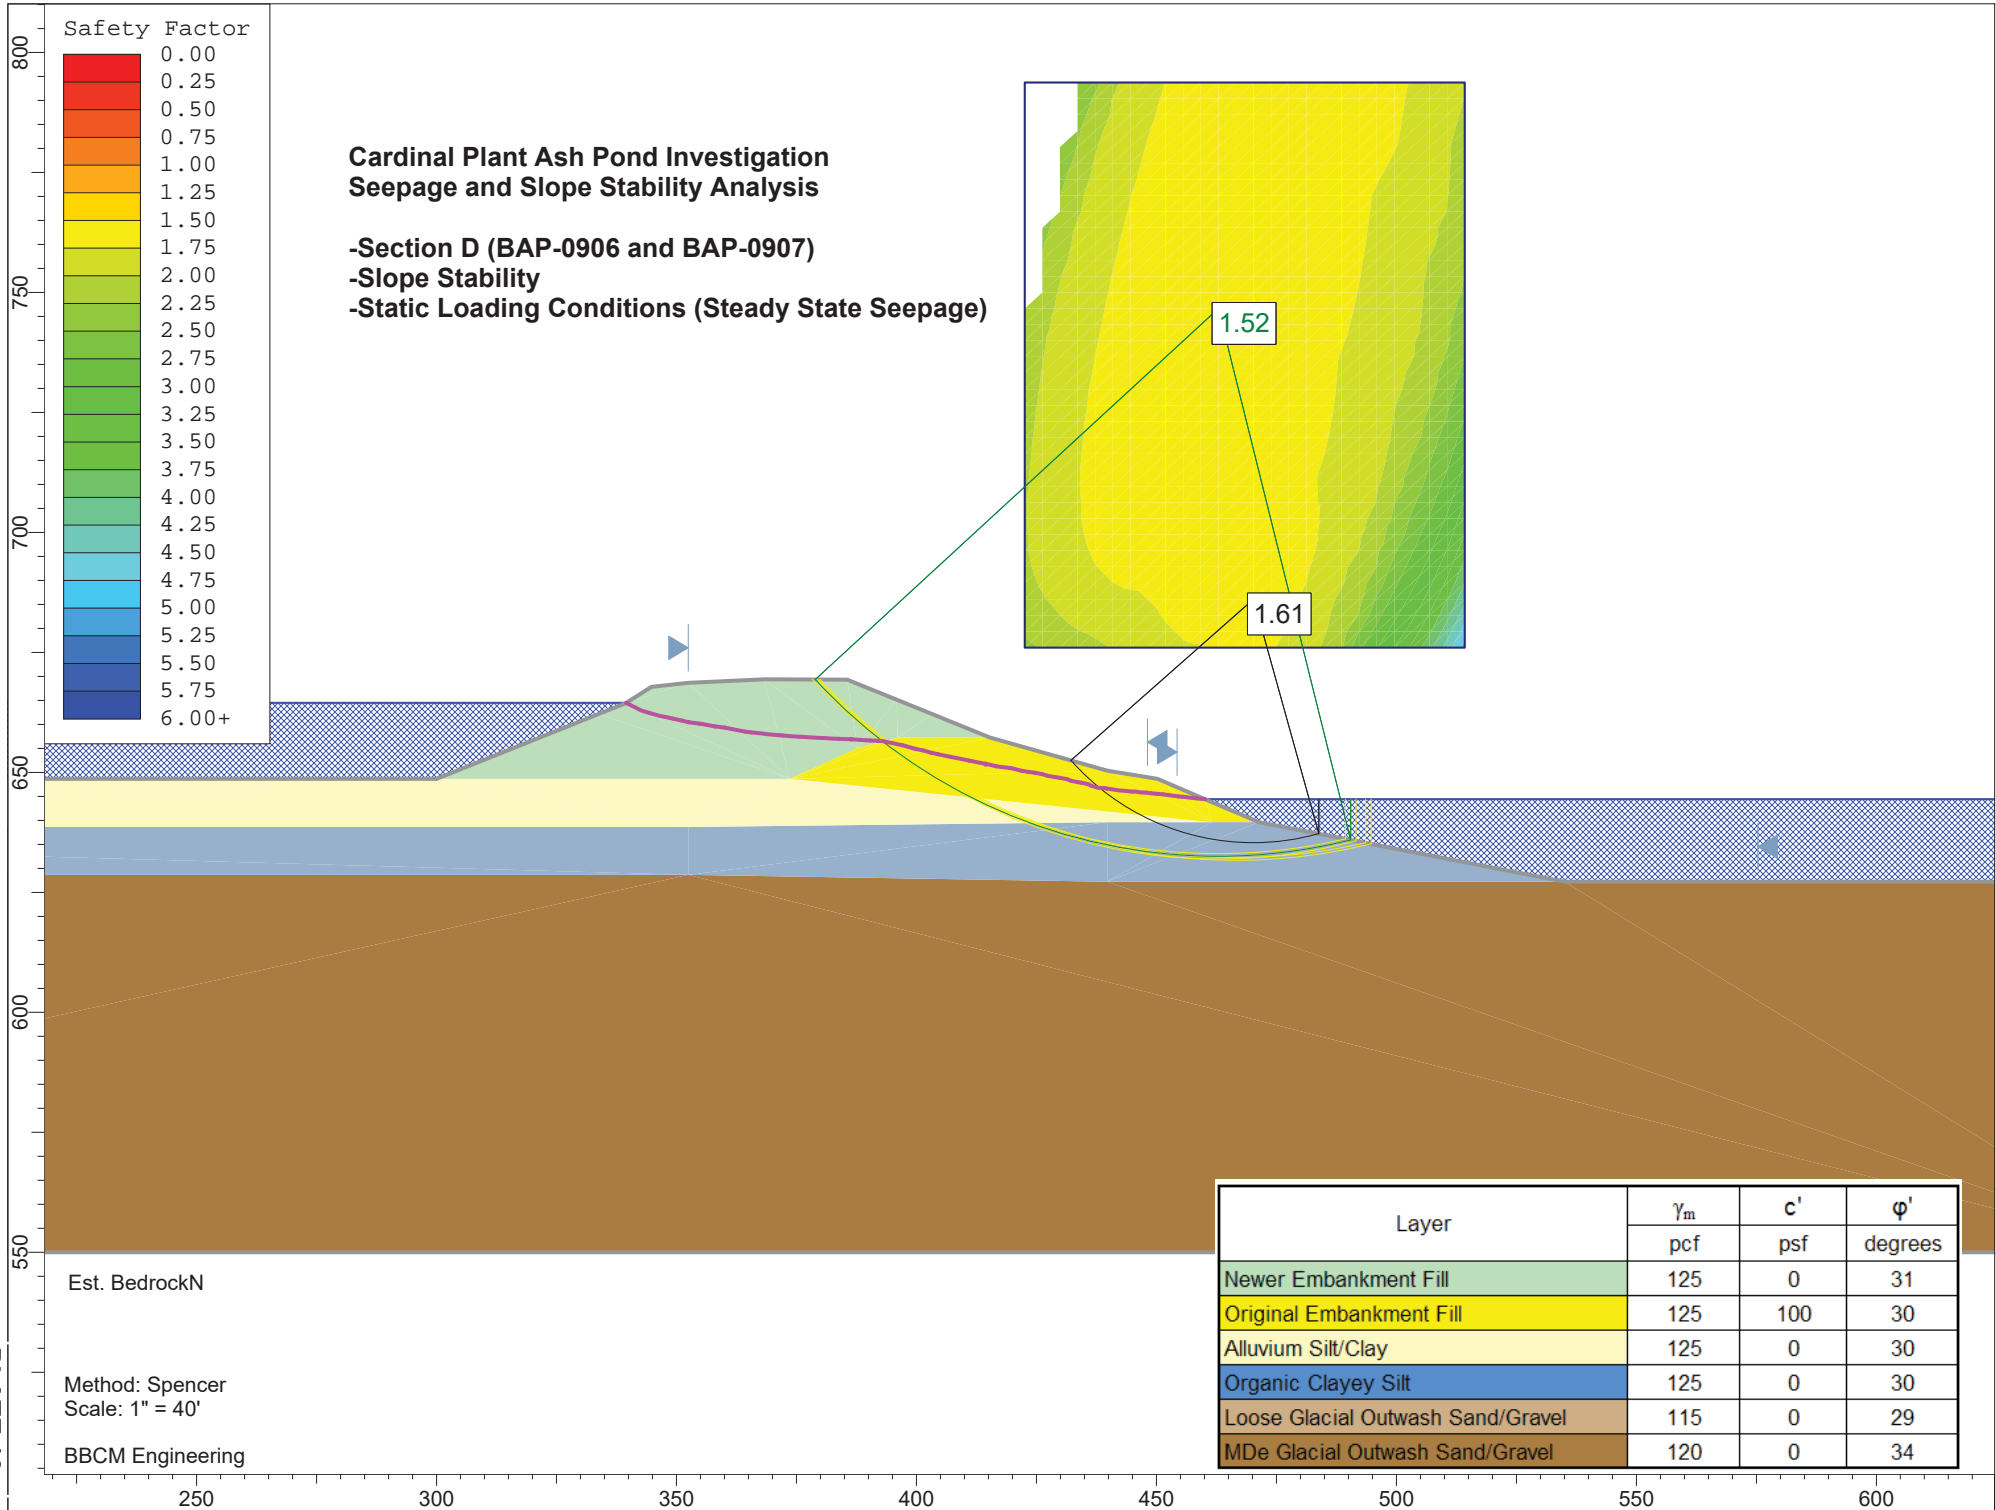 Safety Factor
0.00
0.25
0.50
0.75
1.00
1.25
1.50
1.75
2.00
2.25
2.50
2.75
3.00
3.25
3.50
3.75
4.00
4.25
4.50
4.75
5.00
5.25
5.50
5.75
6.00+
Cardinal Plant Ash Pond Investigation
Seepage and Slope Stability Analysis
-Section D (BAP-0906 and BAP-0907)
-Slope Stability
-Static Loading Conditions (Steady State Seepage)
1.52
1.61
800
750
700
650
600
550
Est. BedrockN
Method: Spencer
Scale: 1" = 40'
BBCM Engineering
Layer γm c' φ'
pcf psf degrees
Newer Embankment Fill 125 0 31
Original Embankment Fill 125 100 30
Alluvium Silt/Clay 125 0 30
Organic Clayey Silt 125 0 30
Loose Glacial Outwash Sand/Gravel 115 0 29
MDe Glacial Outwash Sand/Gravel 120 0 34
250 300 350 400 450 500 550 600